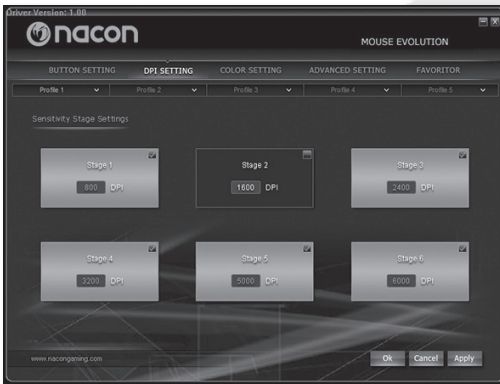 Driver Version: 1.00
nacon
MOUSE EVOLUTION
BUTTON SETTING DPI SETTING COLOR SETTING ADVANCED SETTING FAVORITOR
Profile 1 Profile 2 Profile 3 Profile 4 Profile 5
Sensitivity Stage Settings
Stage 1 Stage 2 Stage 3
800 DPI 1600 DPI 2400 DPI
Stage 4 Stage 5 Stage 6
3200 DPI 5000 DPI 6000 DPI
www.nacongaming.com Ok Cancel Apply